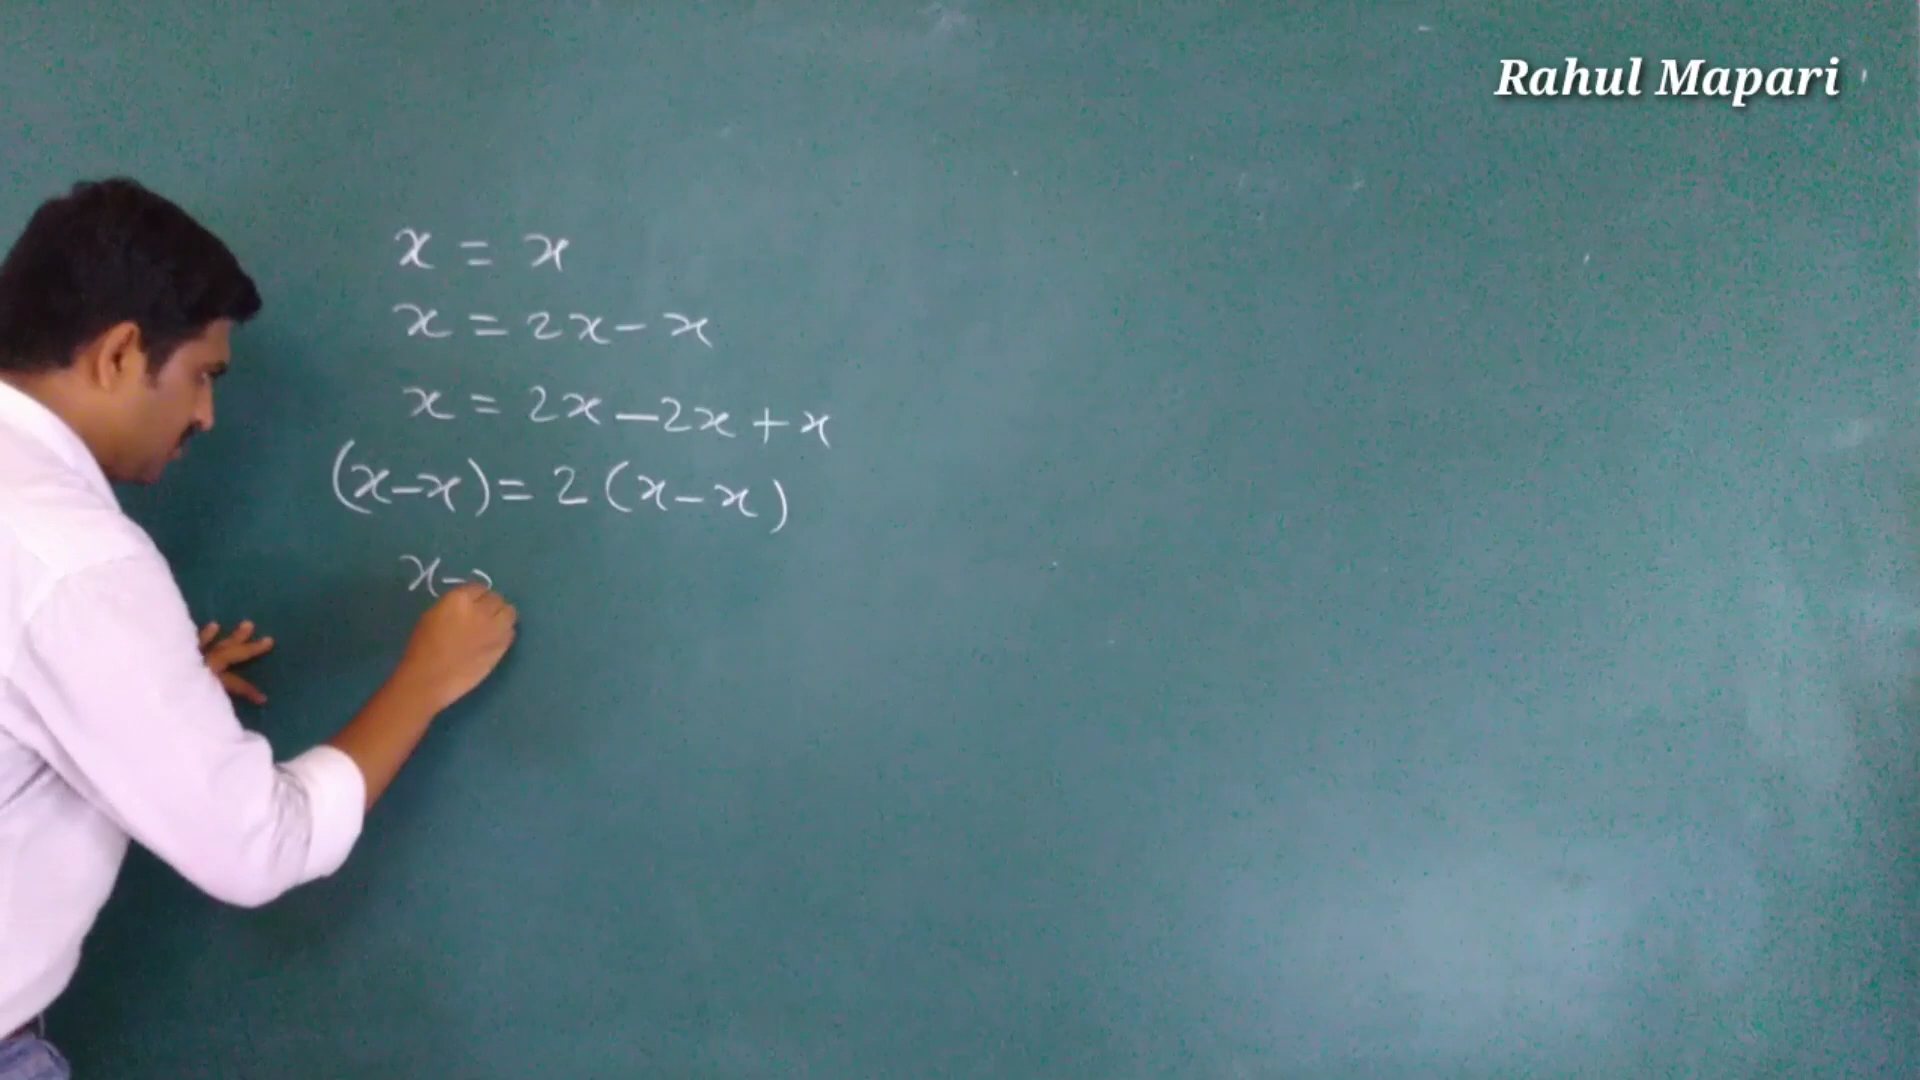 Rahul Mapari
x = x
x = 2x - x
x = 2x - 2x + x
(x-x) = 2(x-x)
x-